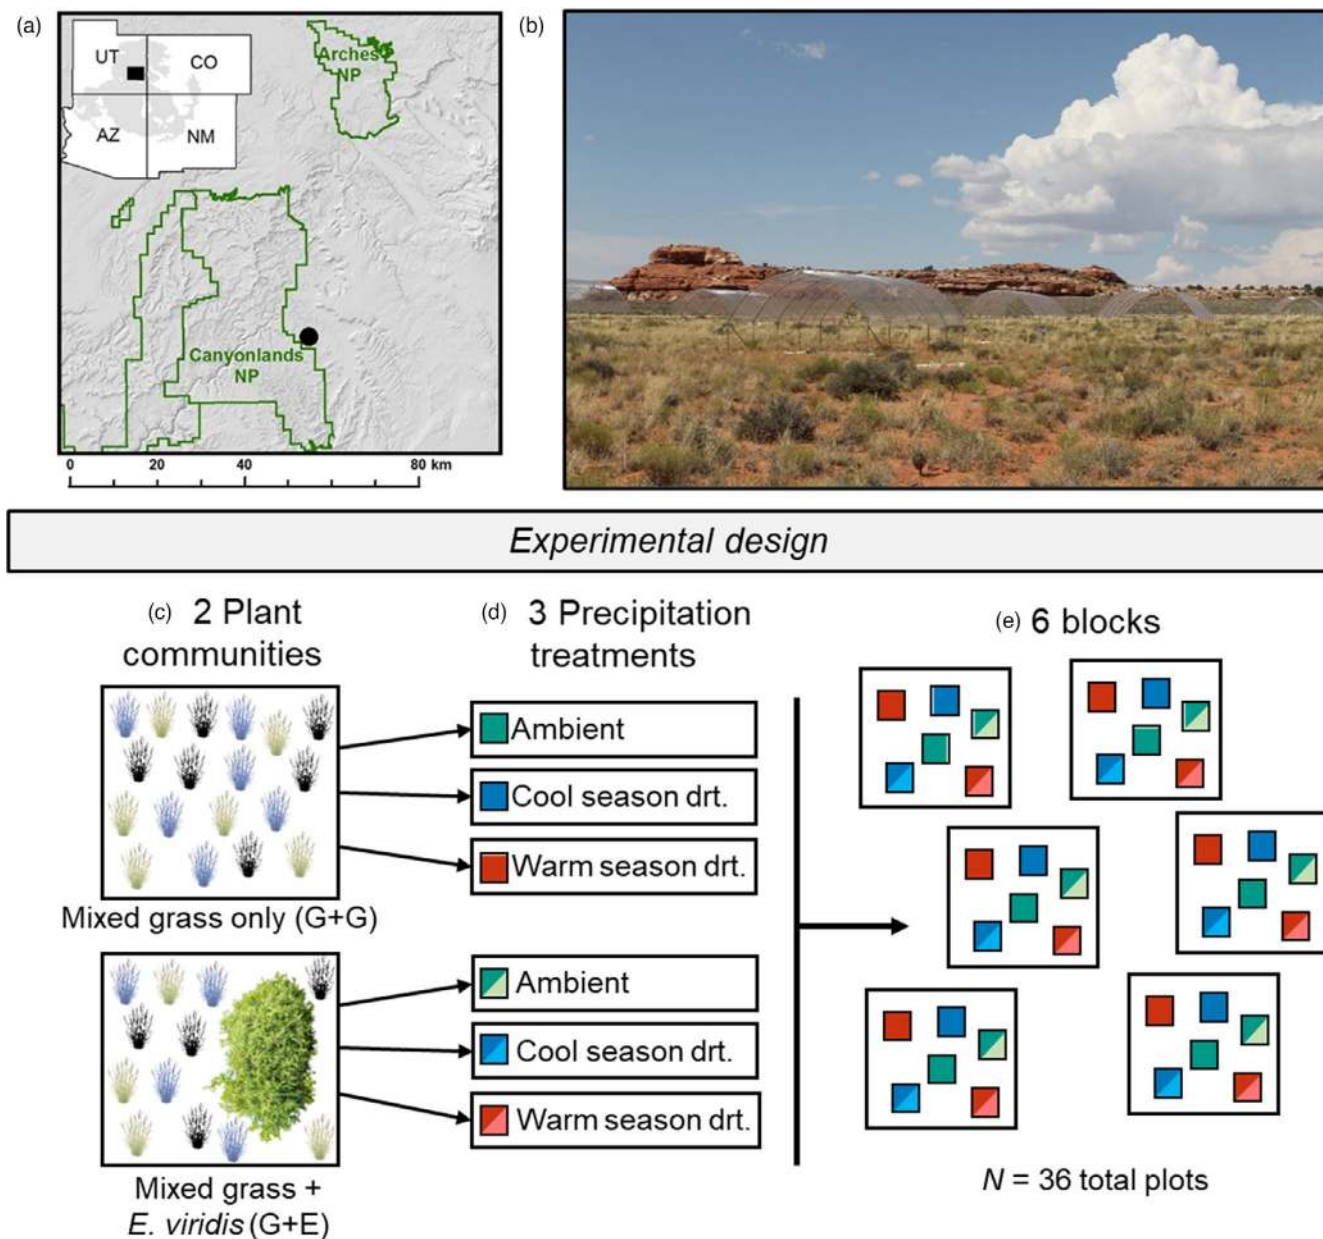 (a)
UT
CO
AZ
NM
Arches
NP
Canyonlands
NP
0 20 40 80 km
(b)
Experimental design
(c) 2 Plant
communities
Mixed grass only (G+G)
Mixed grass +
E. viridis (G+E)
(d) 3 Precipitation
treatments
Ambient
Cool season drt.
Warm season drt.
Ambient
Cool season drt.
Warm season drt.
(e) 6 blocks
N = 36 total plots